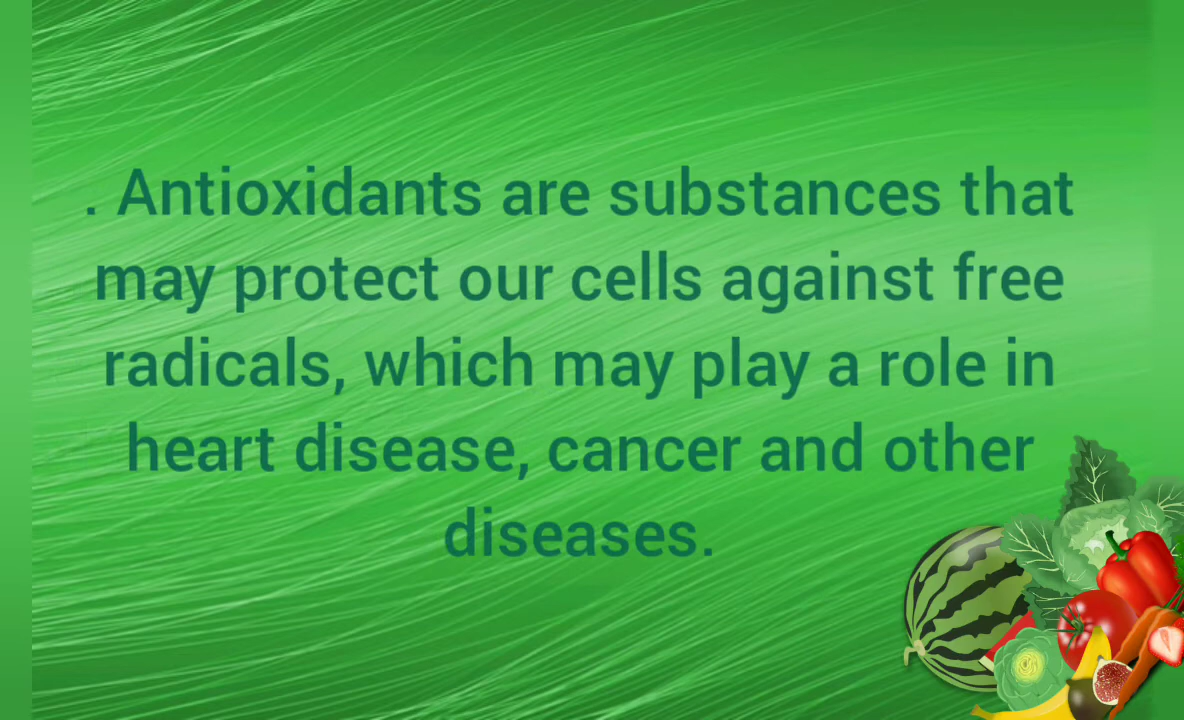 . Antioxidants are substances that
may protect our cells against free
radicals, which may play a role in
heart disease, cancer and other
diseases.